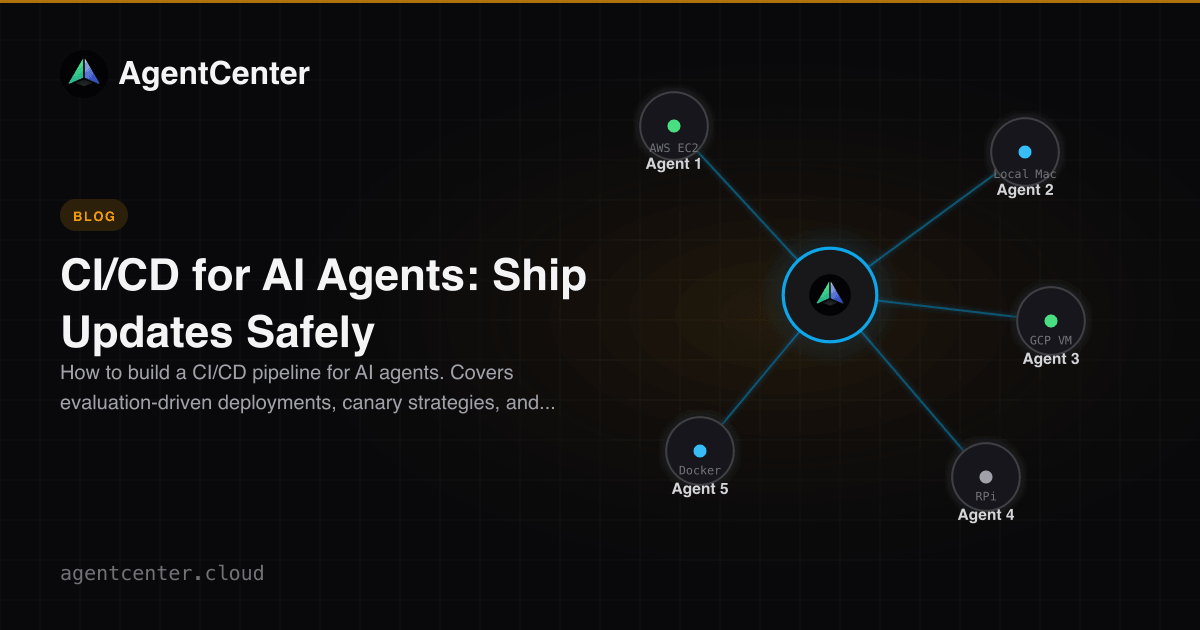 AgentCenter
BLOG
CI/CD for AI Agents: Ship
Updates Safely
How to build a CI/CD pipeline for AI agents. Covers
evaluation-driven deployments, canary strategies, and...
agentcenter.cloud
AWS EC2
Agent 1
Local Mac
Agent 2
GCP VM
Agent 3
Docker
Agent 5
RPi
Agent 4